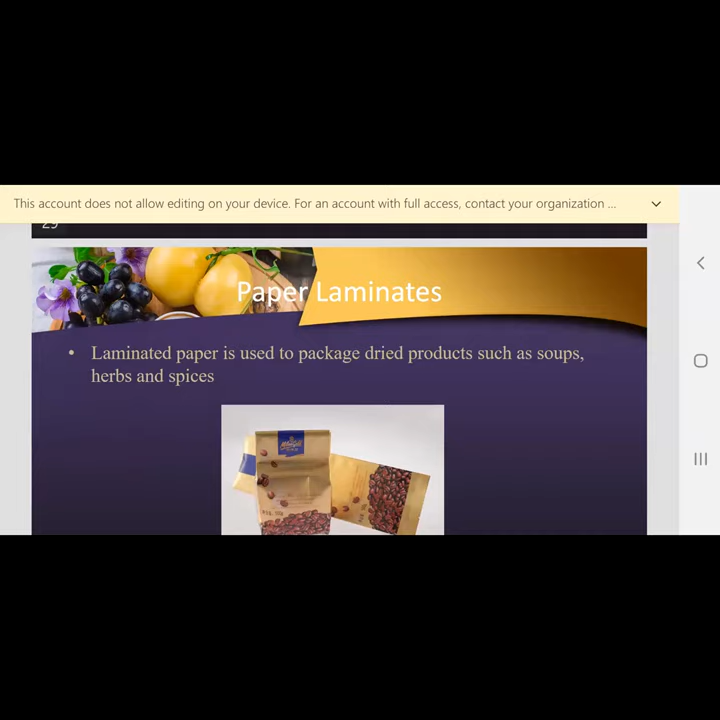 This account does not allow editing on your device. For an account with full access, contact your organization ...
29
Paper Laminates
• Laminated paper is used to package dried products such as soups,
herbs and spices